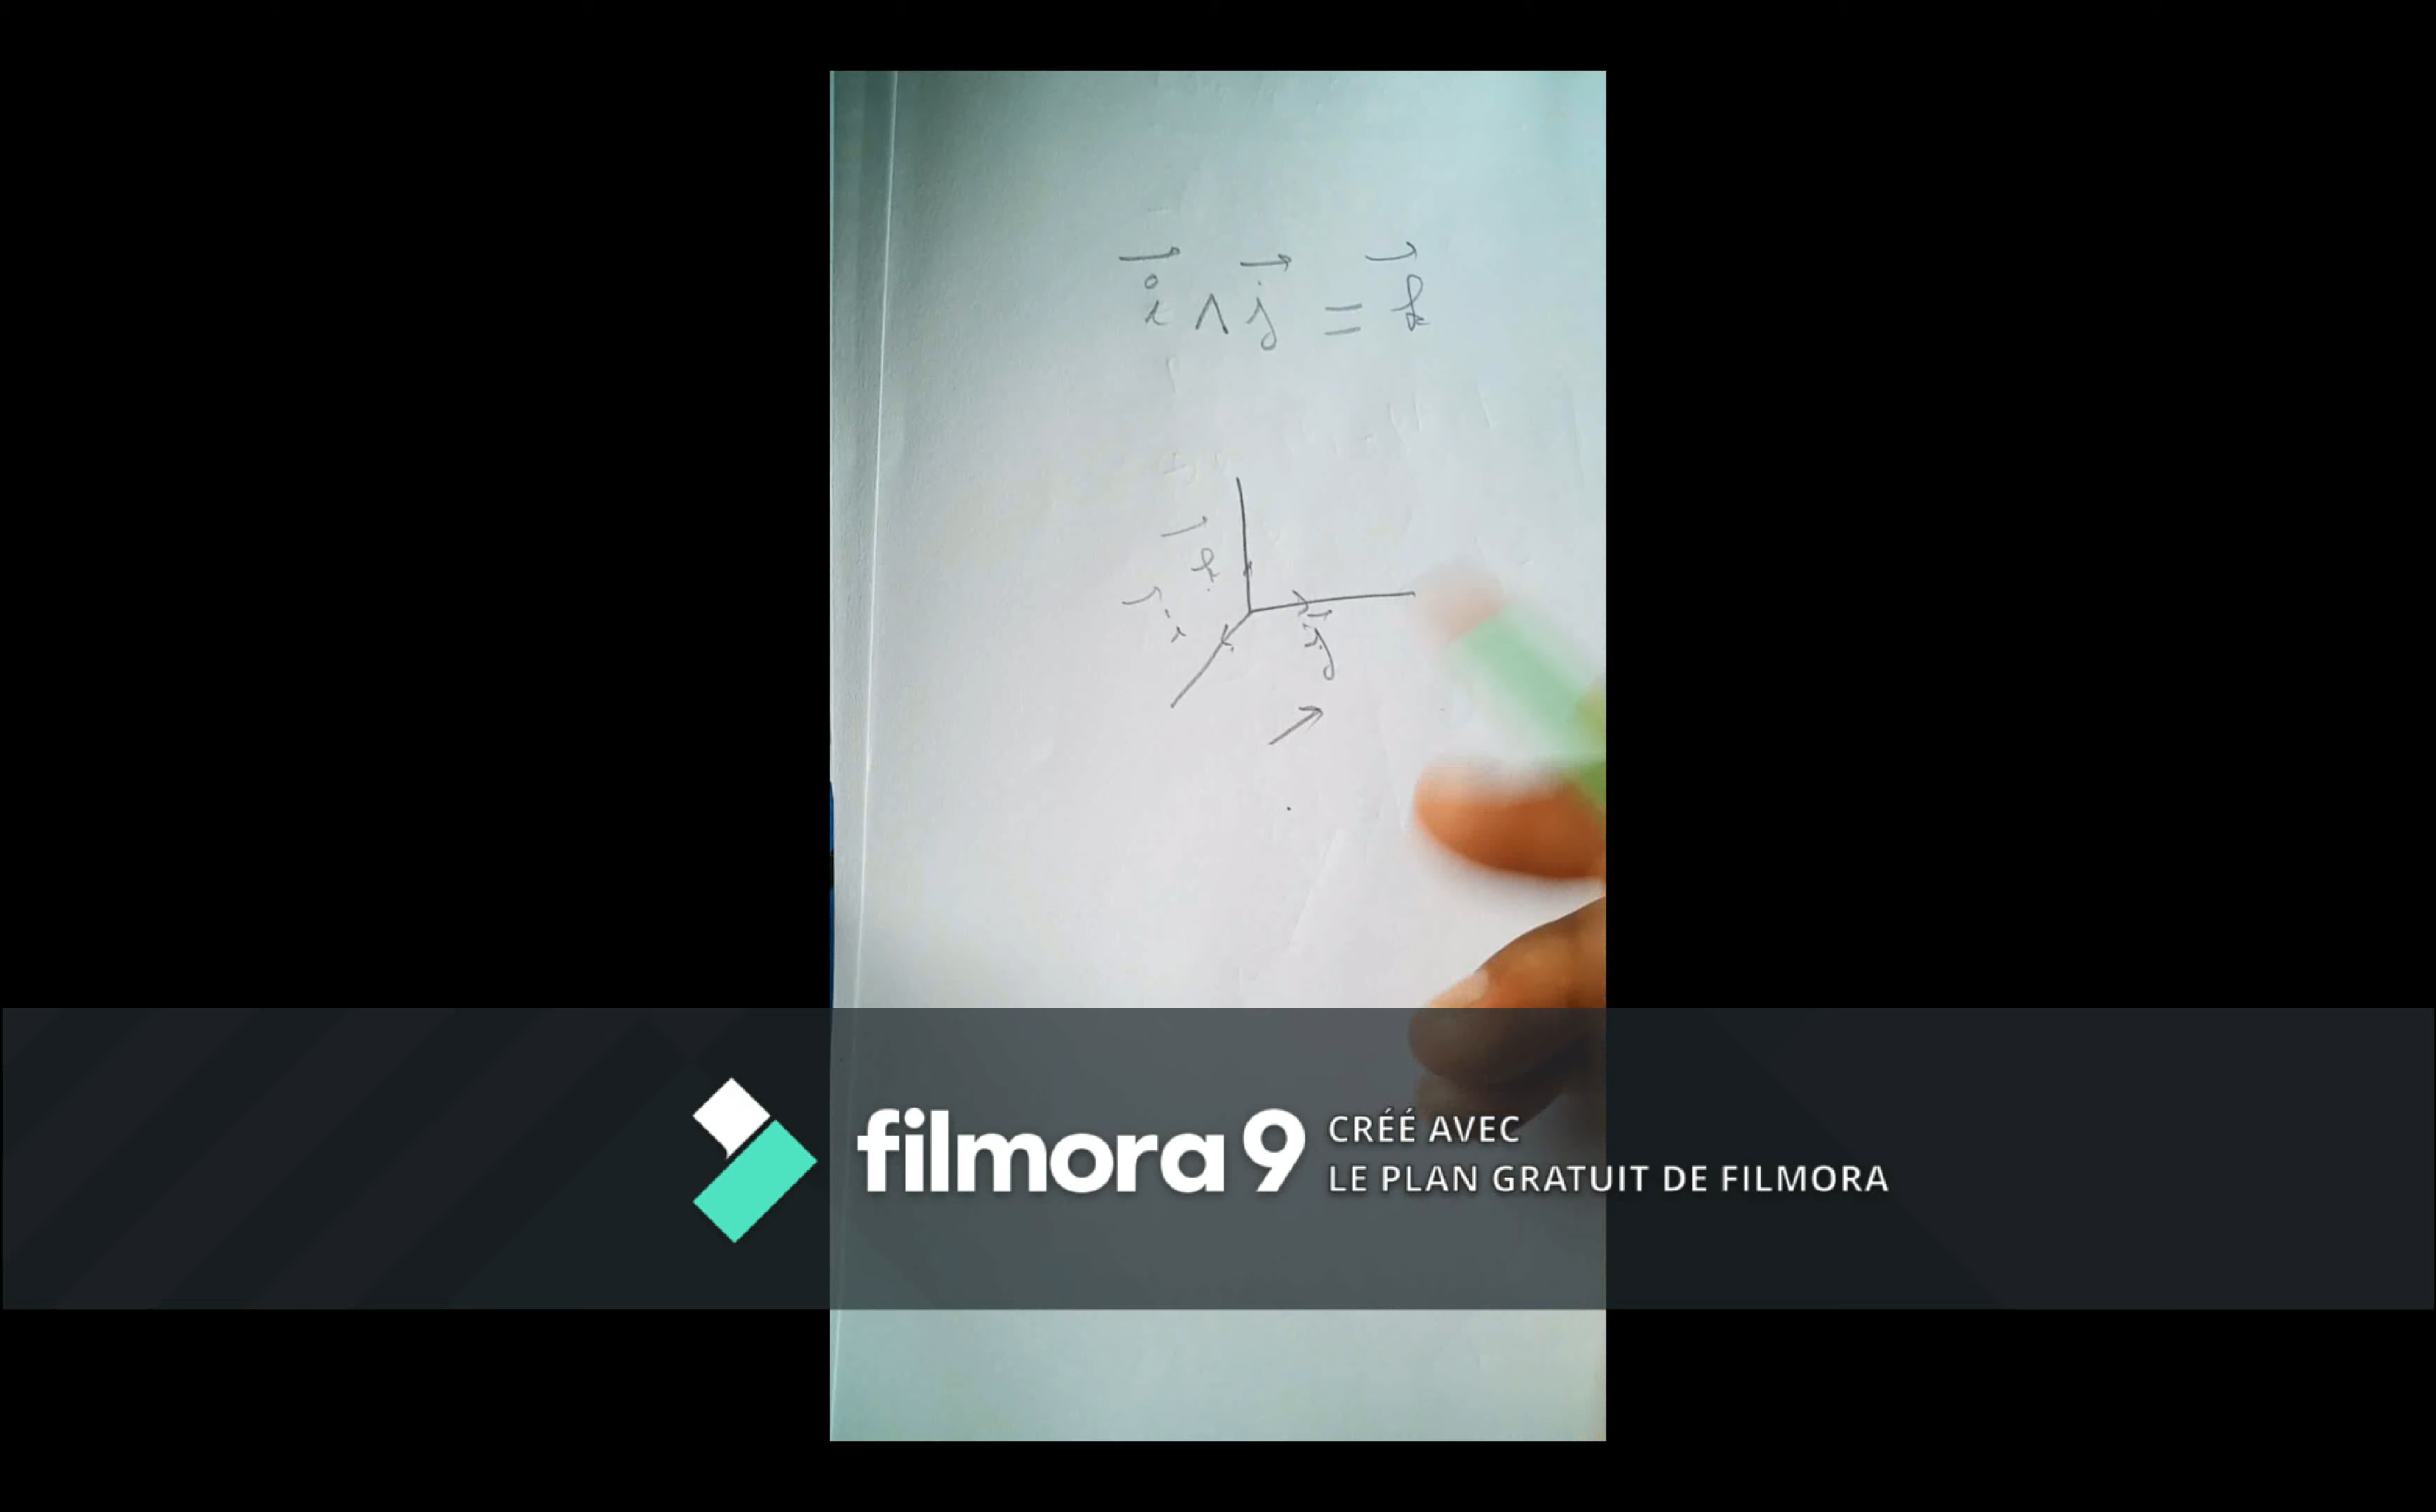 i ∧ j = k
k
i
j
filmora 9
CRÉÉ AVEC
LE PLAN GRATUIT DE FILMORA